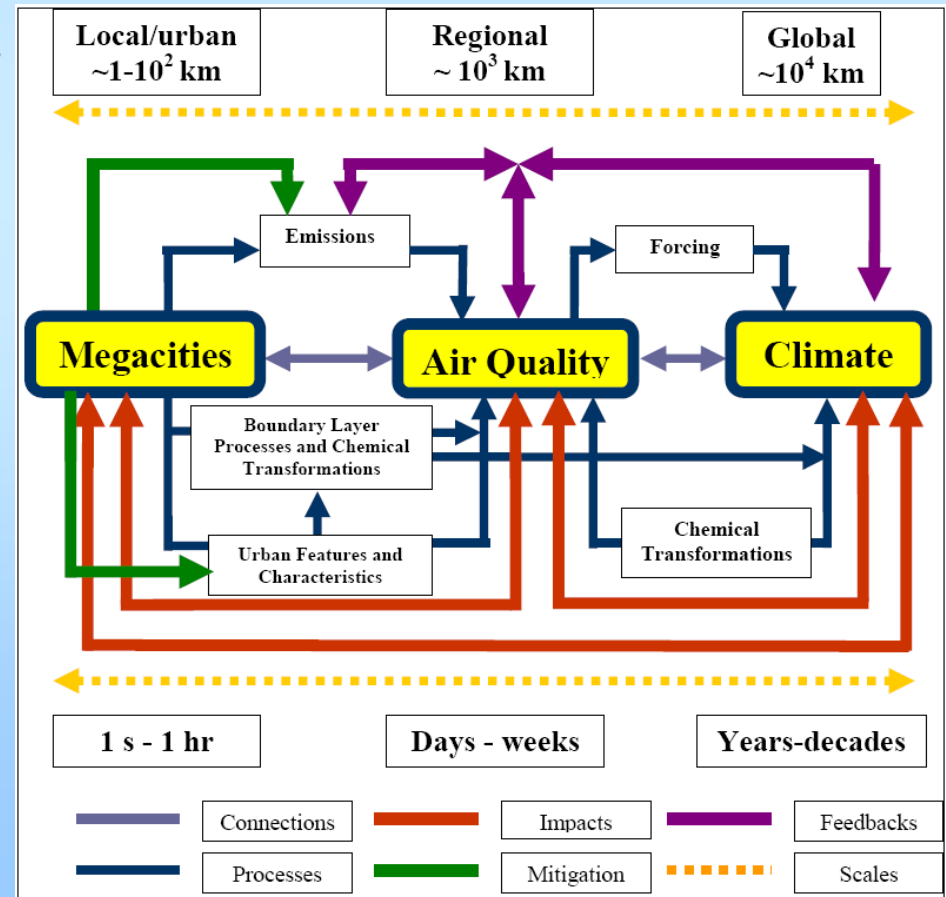 Local/urban
~1-10² km
Regional
~ 10³ km
Global
~10⁴ km
Emissions
Forcing
Megacities
Air Quality
Climate
Boundary Layer
Processes and Chemical
Transformations
Urban Features and
Characteristics
Chemical
Transformations
1 s - 1 hr
Days - weeks
Years-decades
Connections
Impacts
Feedbacks
Processes
Mitigation
Scales